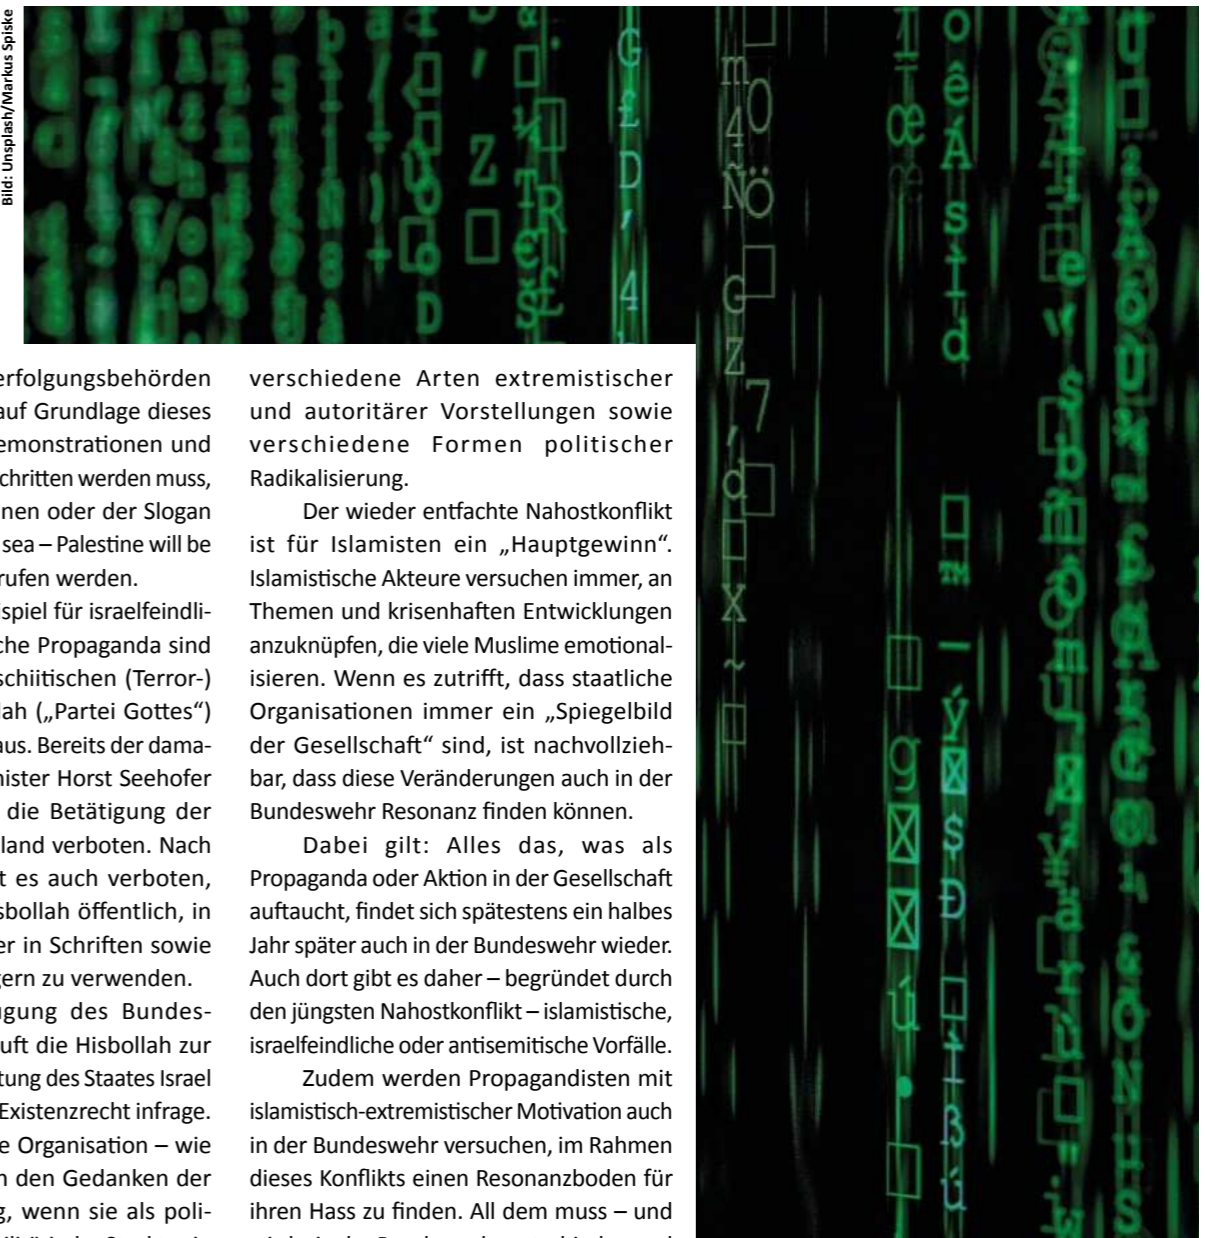 Bild: Unsplash/Markus Spiske
erfolgungsbehörden
auf Grundlage dieses
emonstrationen und
schritten werden muss,
nen oder der Slogan
sea – Palestine will be
rufen werden.
ispiel für israelfeindli-
che Propaganda sind
schiitischen (Terror-)
lah („Partei Gottes“)
aus. Bereits der dama-
nister Horst Seehofer
die Betätigung der
land verboten. Nach
t es auch verboten,
sbollah öffentlich, in
er in Schriften sowie
gern zu verwenden.
gung des Bundes-
uft die Hisbollah zur
tung des Staates Israel
Existenzrecht infrage.
e Organisation – wie
n den Gedanken der
g, wenn sie als poli-
verschiedene Arten extremistischer
und autoritärer Vorstellungen sowie
verschiedene Formen politischer
Radikalisierung.
Der wieder entfachte Nahostkonflikt
ist für Islamisten ein „Hauptgewinn“.
Islamistische Akteure versuchen immer, an
Themen und krisenhaften Entwicklungen
anzuknüpfen, die viele Muslime emotional-
isieren. Wenn es zutrifft, dass staatliche
Organisationen immer ein „Spiegelbild
der Gesellschaft“ sind, ist nachvollzieh-
bar, dass diese Veränderungen auch in der
Bundeswehr Resonanz finden können.
Dabei gilt: Alles das, was als
Propaganda oder Aktion in der Gesellschaft
auftaucht, findet sich spätestens ein halbes
Jahr später auch in der Bundeswehr wieder.
Auch dort gibt es daher – begründet durch
den jüngsten Nahostkonflikt – islamistische,
israelfeindliche oder antisemitische Vorfälle.
Zudem werden Propagandisten mit
islamistisch-extremistischer Motivation auch
in der Bundeswehr versuchen, im Rahmen
dieses Konflikts einen Resonanzboden für
ihren Hass zu finden. All dem muss – und